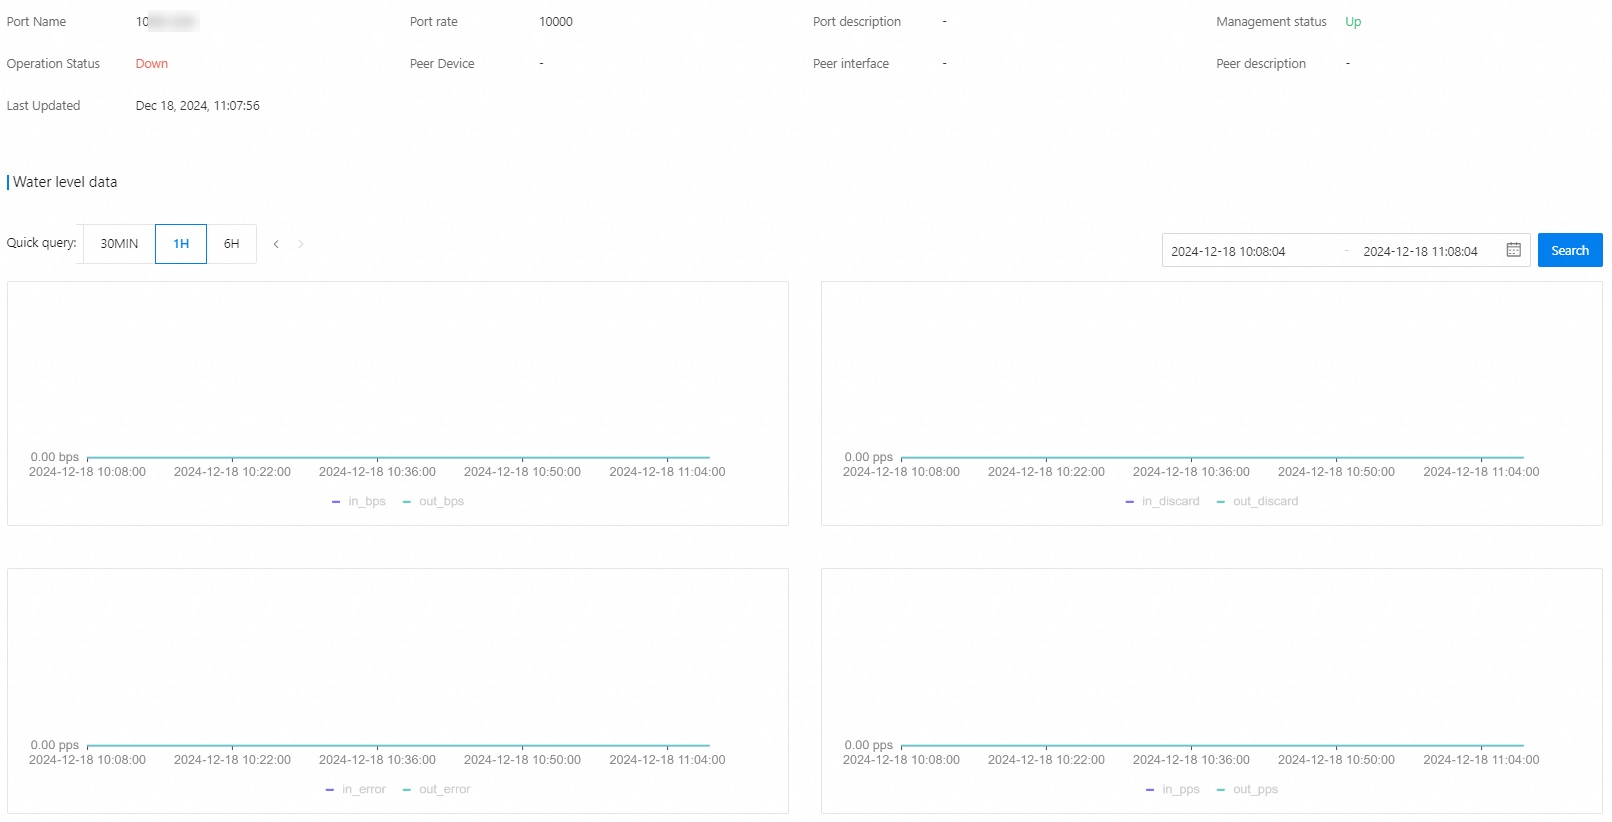 Port Name 10 Port rate 10000 Port description - Management status Up
Operation Status Down Peer Device - Peer interface - Peer description -
Last Updated Dec 18, 2024, 11:07:56
Water level data
Quick query: 30MIN 1H 6H < > 2024-12-18 10:08:04 - 2024-12-18 11:08:04 Search
0.00 bps
2024-12-18 10:08:00 2024-12-18 10:22:00 2024-12-18 10:36:00 2024-12-18 10:50:00 2024-12-18 11:04:00
in_bps out_bps
0.00 pps
2024-12-18 10:08:00 2024-12-18 10:22:00 2024-12-18 10:36:00 2024-12-18 10:50:00 2024-12-18 11:04:00
in_discard out_discard
0.00 pps
2024-12-18 10:08:00 2024-12-18 10:22:00 2024-12-18 10:36:00 2024-12-18 10:50:00 2024-12-18 11:04:00
in_error out_error
0.00 pps
2024-12-18 10:08:00 2024-12-18 10:22:00 2024-12-18 10:36:00 2024-12-18 10:50:00 2024-12-18 11:04:00
in_pps out_pps